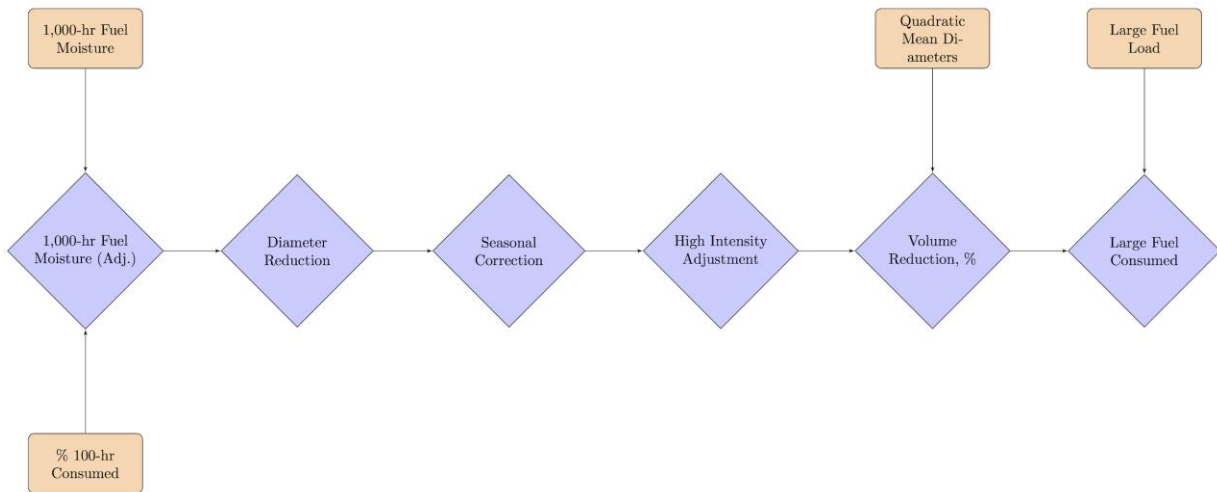 1,000-hr Fuel
Moisture
Quadratic
Mean Di-
ameters
Large Fuel
Load
1,000-hr Fuel
Moisture (Adj.)
Diameter
Reduction
Seasonal
Correction
High Intensity
Adjustment
Volume
Reduction, %
Large Fuel
Consumed
% 100-hr
Consumed